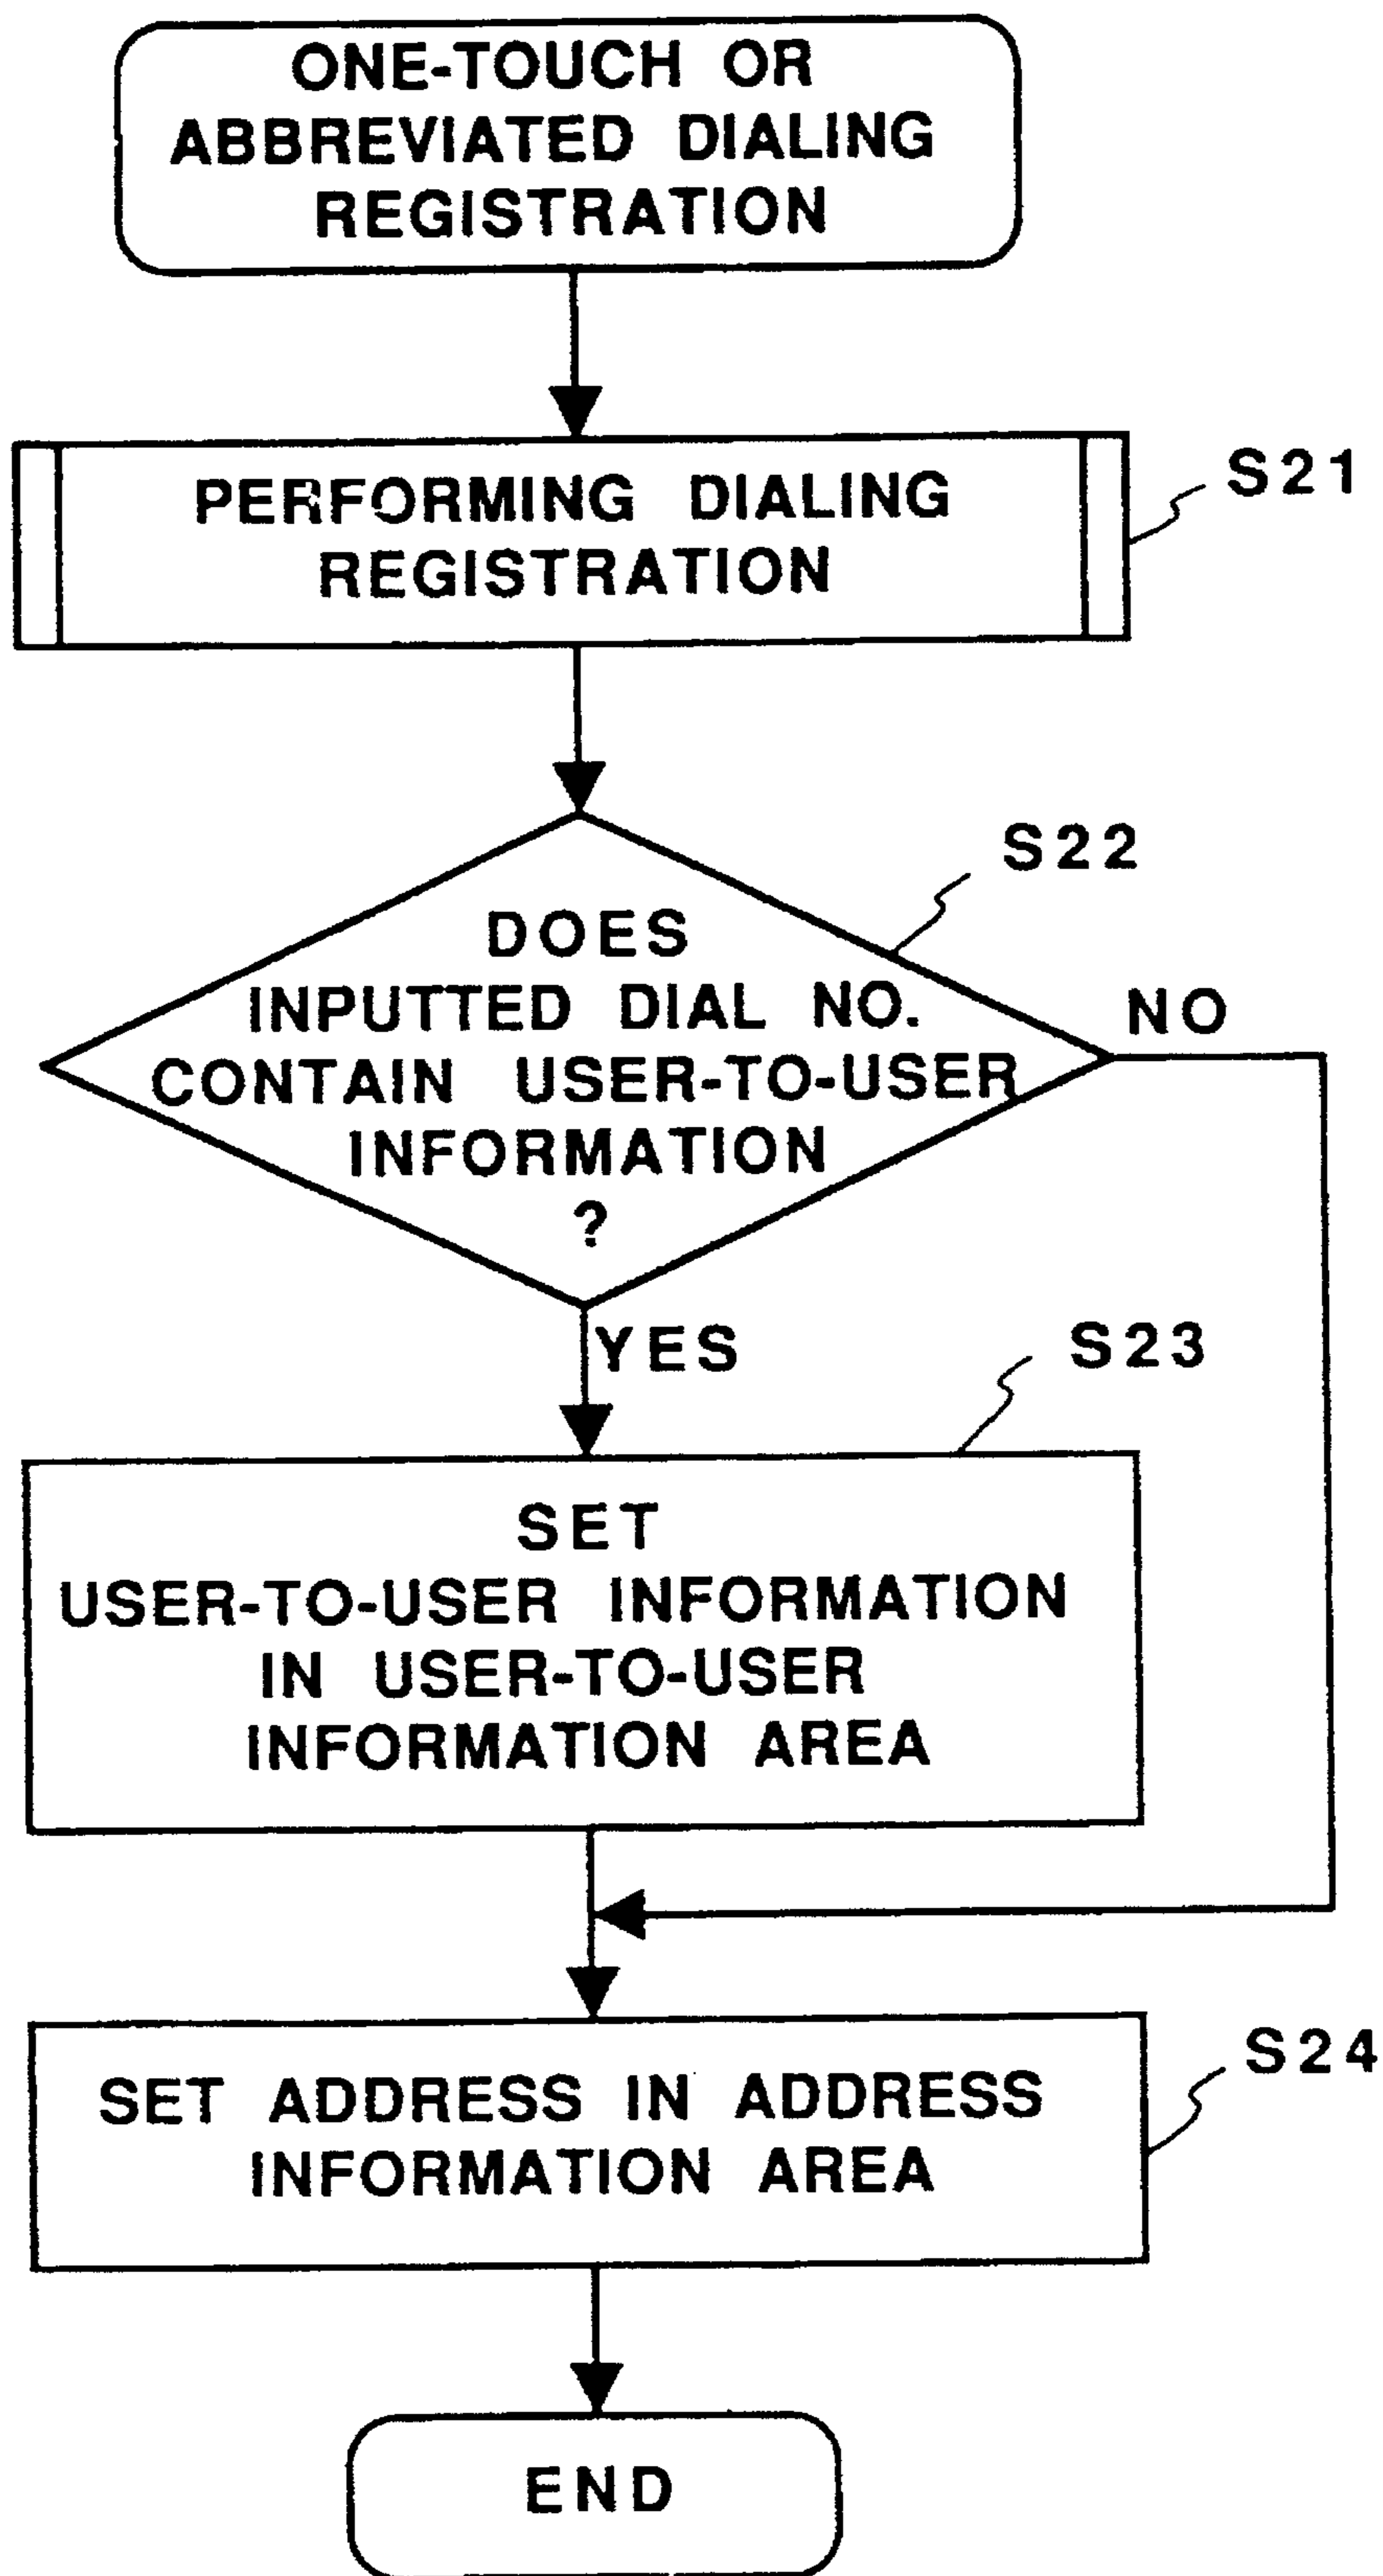 ONE-TOUCH OR
ABBREVIATED DIALING
REGISTRATION
PERFORMING DIALING
REGISTRATION
S21
S22
DOES
INPUTTED DIAL NO.
CONTAIN USER-TO-USER
INFORMATION
?
NO
YES
S23
SET
USER-TO-USER INFORMATION
IN USER-TO-USER
INFORMATION AREA
S24
SET ADDRESS IN ADDRESS
INFORMATION AREA
END